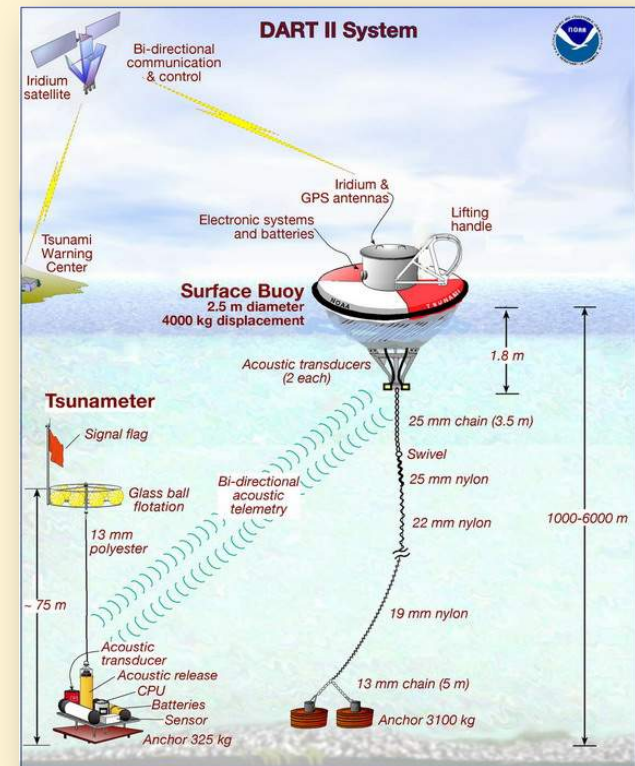 DART II System
NOAA
Iridium
satellite
Bi-directional
communication
& control
Iridium &
GPS antennas
Electronic systems
and batteries
Lifting
handle
Tsunami
Warning
Center
Surface Buoy
2.5 m diameter
4000 kg displacement
NOAA
TSUNAMI
1.8 m
Acoustic transducers
(2 each)
Tsunameter
Signal flag
25 mm chain (3.5 m)
Swivel
25 mm nylon
Glass ball
flotation
Bi-directional
acoustic
telemetry
22 mm nylon
1000-6000 m
13 mm
polyester
~ 75 m
19 mm nylon
Acoustic
transducer
Acoustic release
CPU
Batteries
Sensor
Anchor 325 kg
13 mm chain (5 m)
Anchor 3100 kg